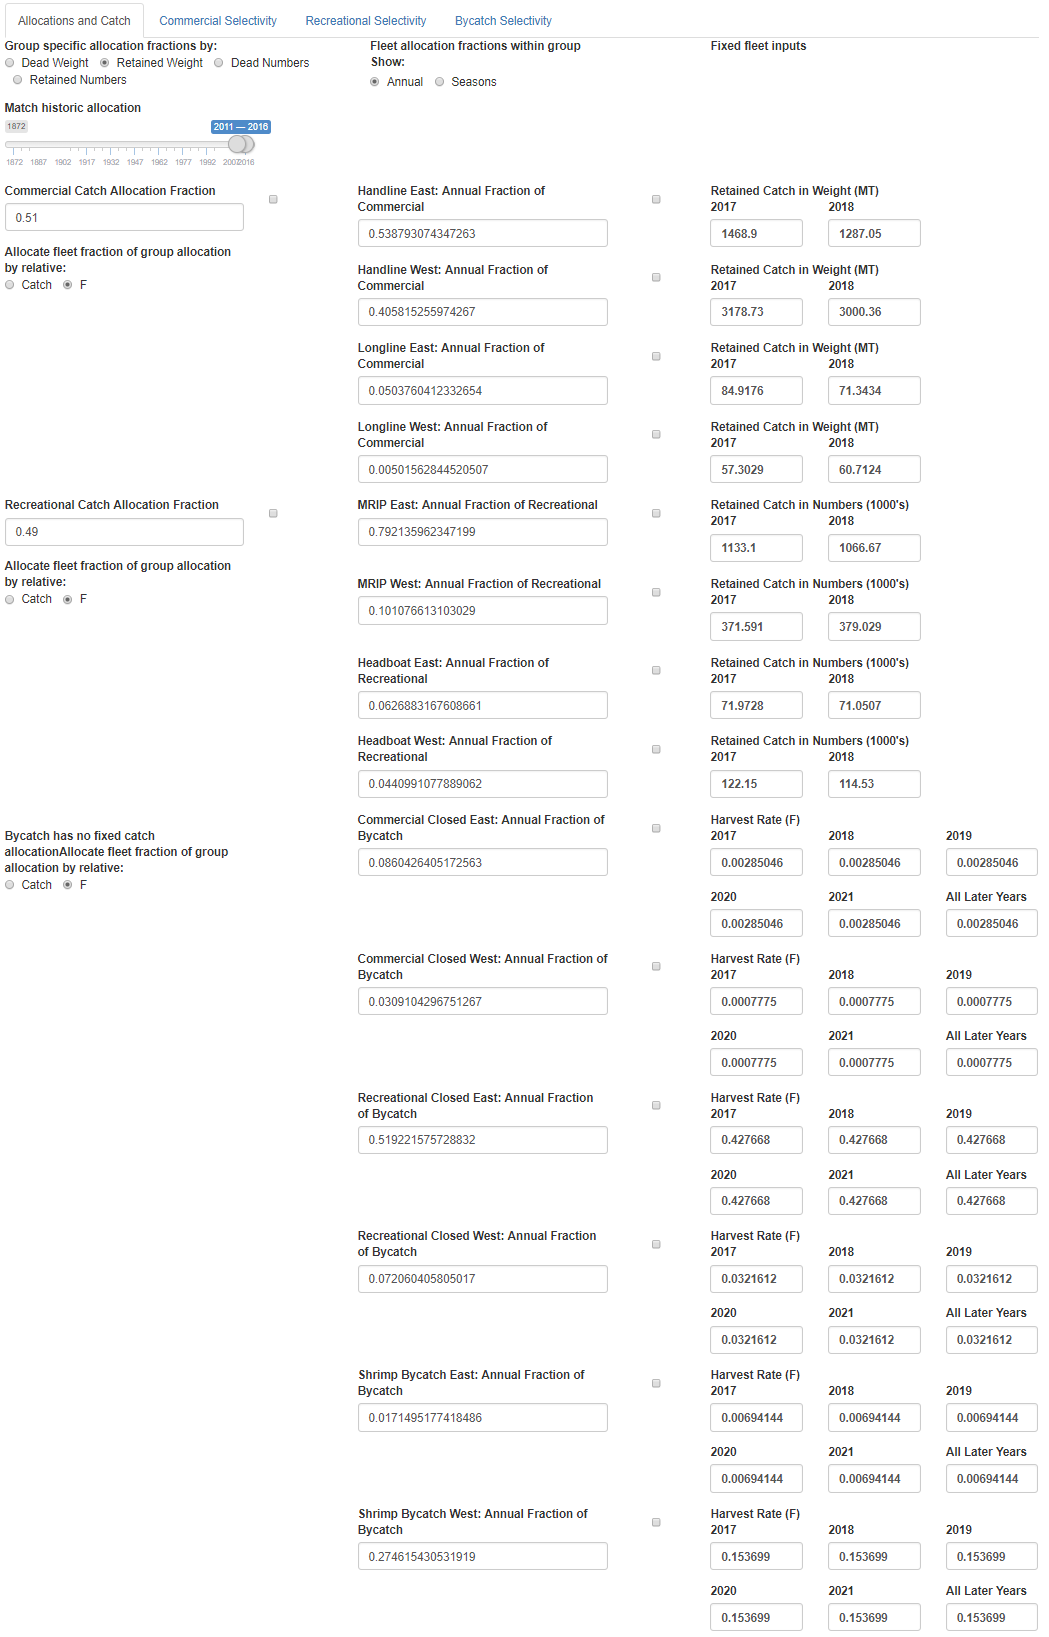 Allocations and Catch Commercial Selectivity Recreational Selectivity Bycatch Selectivity
Group specific allocation fractions by:
Dead Weight Retained Weight Dead Numbers
Retained Numbers
Fleet allocation fractions within group
Show:
Annual Seasons
Fixed fleet inputs
Match historic allocation
1872 2011 — 2016
1872 1887 1902 1917 1932 1947 1962 1977 1992 2007 2016
Commercial Catch Allocation Fraction
0.51
Allocate fleet fraction of group allocation
by relative:
Catch F
Handline East: Annual Fraction of
Commercial
0.538793074347263
Retained Catch in Weight (MT)
2017 2018
1468.9 1287.05
Handline West: Annual Fraction of
Commercial
0.405815255974267
Retained Catch in Weight (MT)
2017 2018
3178.73 3000.36
Longline East: Annual Fraction of
Commercial
0.0503760412332654
Retained Catch in Weight (MT)
2017 2018
84.9176 71.3434
Longline West: Annual Fraction of
Commercial
0.00501562844520507
Retained Catch in Weight (MT)
2017 2018
57.3029 60.7124
Recreational Catch Allocation Fraction
0.49
Allocate fleet fraction of group allocation
by relative:
Catch F
MRIP East: Annual Fraction of Recreational
0.792135962347199
Retained Catch in Numbers (1000's)
2017 2018
1133.1 1066.67
MRIP West: Annual Fraction of Recreational
0.101076613103029
Retained Catch in Numbers (1000's)
2017 2018
371.591 379.029
Headboat East: Annual Fraction of
Recreational
0.0626883167608661
Retained Catch in Numbers (1000's)
2017 2018
71.9728 71.0507
Headboat West: Annual Fraction of
Recreational
0.0440991077889062
Retained Catch in Numbers (1000's)
2017 2018
122.15 114.53
Bycatch has no fixed catch
allocationAllocate fleet fraction of group
allocation by relative:
Catch F
Commercial Closed East: Annual Fraction of
Bycatch
0.0860426405172563
Harvest Rate (F)
2017 2018 2019
0.00285046 0.00285046 0.00285046
2020 2021 All Later Years
0.00285046 0.00285046 0.00285046
Commercial Closed West: Annual Fraction of
Bycatch
0.0309104296751267
Harvest Rate (F)
2017 2018 2019
0.0007775 0.0007775 0.0007775
2020 2021 All Later Years
0.0007775 0.0007775 0.0007775
Recreational Closed East: Annual Fraction
of Bycatch
0.519221575728832
Harvest Rate (F)
2017 2018 2019
0.427668 0.427668 0.427668
2020 2021 All Later Years
0.427668 0.427668 0.427668
Recreational Closed West: Annual Fraction
of Bycatch
0.072060405805017
Harvest Rate (F)
2017 2018 2019
0.0321612 0.0321612 0.0321612
2020 2021 All Later Years
0.0321612 0.0321612 0.0321612
Shrimp Bycatch East: Annual Fraction of
Bycatch
0.0171495177418486
Harvest Rate (F)
2017 2018 2019
0.00694144 0.00694144 0.00694144
2020 2021 All Later Years
0.00694144 0.00694144 0.00694144
Shrimp Bycatch West: Annual Fraction of
Bycatch
0.274615430531919
Harvest Rate (F)
2017 2018 2019
0.153699 0.153699 0.153699
2020 2021 All Later Years
0.153699 0.153699 0.153699